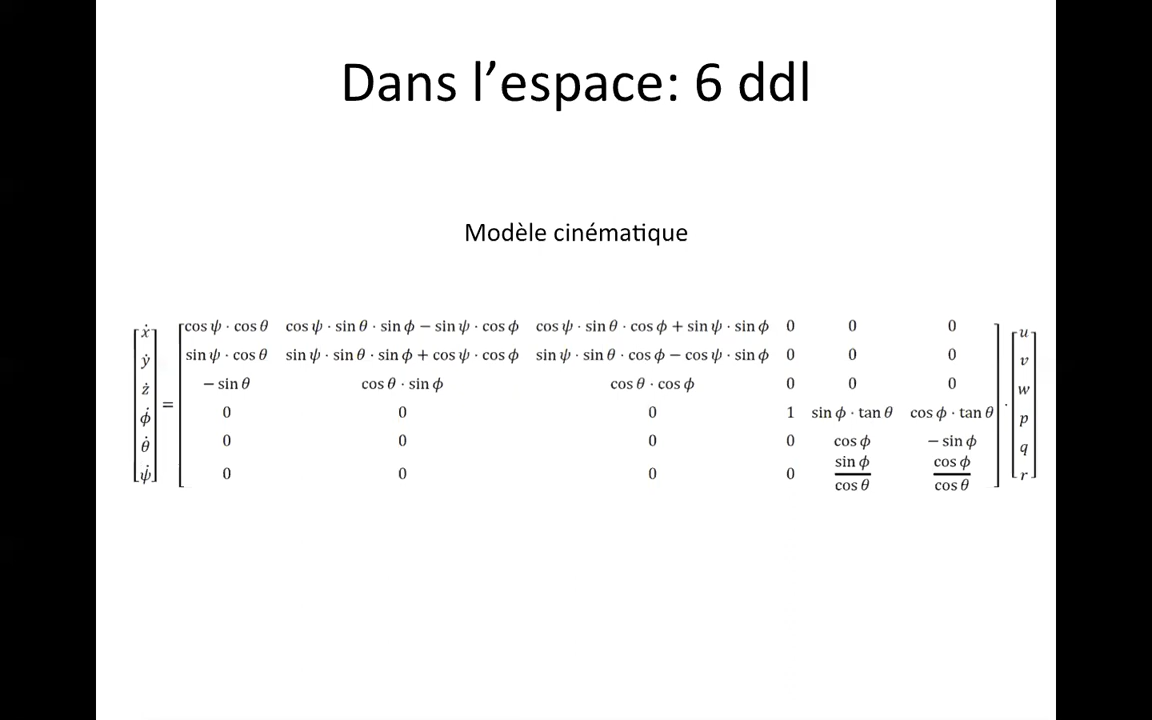 Dans l’espace: 6 ddl
Modèle cinématique
ẋ cos ψ · cos θ cos ψ · sin θ · sin ϕ − sin ψ · cos ϕ cos ψ · sin θ · cos ϕ + sin ψ · sin ϕ 0 0 0 u
ẏ sin ψ · cos θ sin ψ · sin θ · sin ϕ + cos ψ · cos ϕ sin ψ · sin θ · cos ϕ − cos ψ · sin ϕ 0 0 0 v
ż − sin θ cos θ · sin ϕ cos θ · cos ϕ 0 0 0 w
ϕ̇ = 0 0 0 1 sin ϕ · tan θ cos ϕ · tan θ · p
θ̇ 0 0 0 0 cos ϕ − sin ϕ q
ψ̇ 0 0 0 0 sin ϕ / cos θ cos ϕ / cos θ r